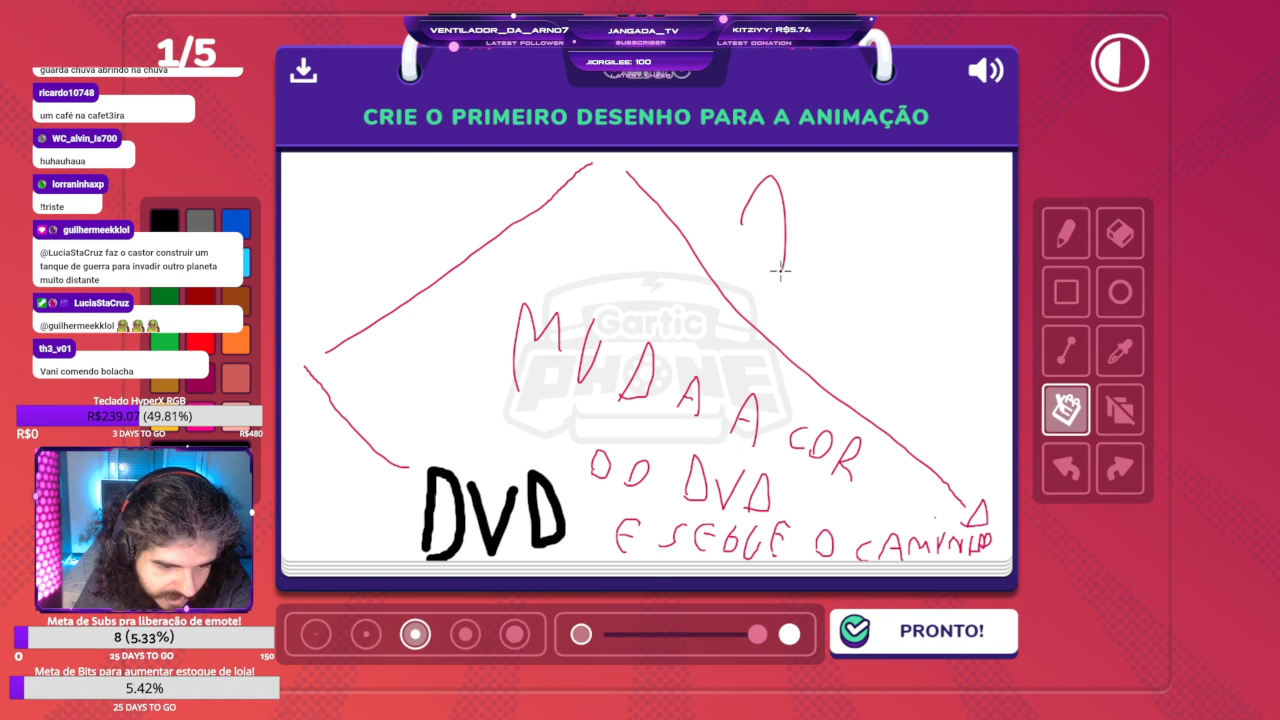 VENTILADOR_DA_ARNO7
LATEST FOLLOWER
JANGADA_TV
SUBSCRIBER
KITZIYY: R$5.74
LATEST DONATION
JIORGILEE: 100
1/5
CRIE O PRIMEIRO DESENHO PARA A ANIMAÇÃO
guarda chuva abrindo na chuva
ricardo10748
um café na cafet3ira
WC_alvin_is700
huhauhaua
lorraninhaxp
!triste
guilhermeekklol
@LuciaStaCruz faz o castor construir um
tanque de guerra para invadir outro planeta
muito distante
LuciaStaCruz
@guilhermeekklol
th3_v01
Vani comendo bolacha
Teclado HyperX RGB
R$239.07 (49.81%)
R$0
3 DAYS TO GO
R$480
Gartic
PHONE
MUDA A COR
DO DVD
E SEGUE O CAMINHO
DVD
Meta de Subs pra liberação de emote!
8 (5.33%)
0
25 DAYS TO GO
150
Meta de Bits para aumentar estoque de loja!
5.42%
25 DAYS TO GO
PRONTO!